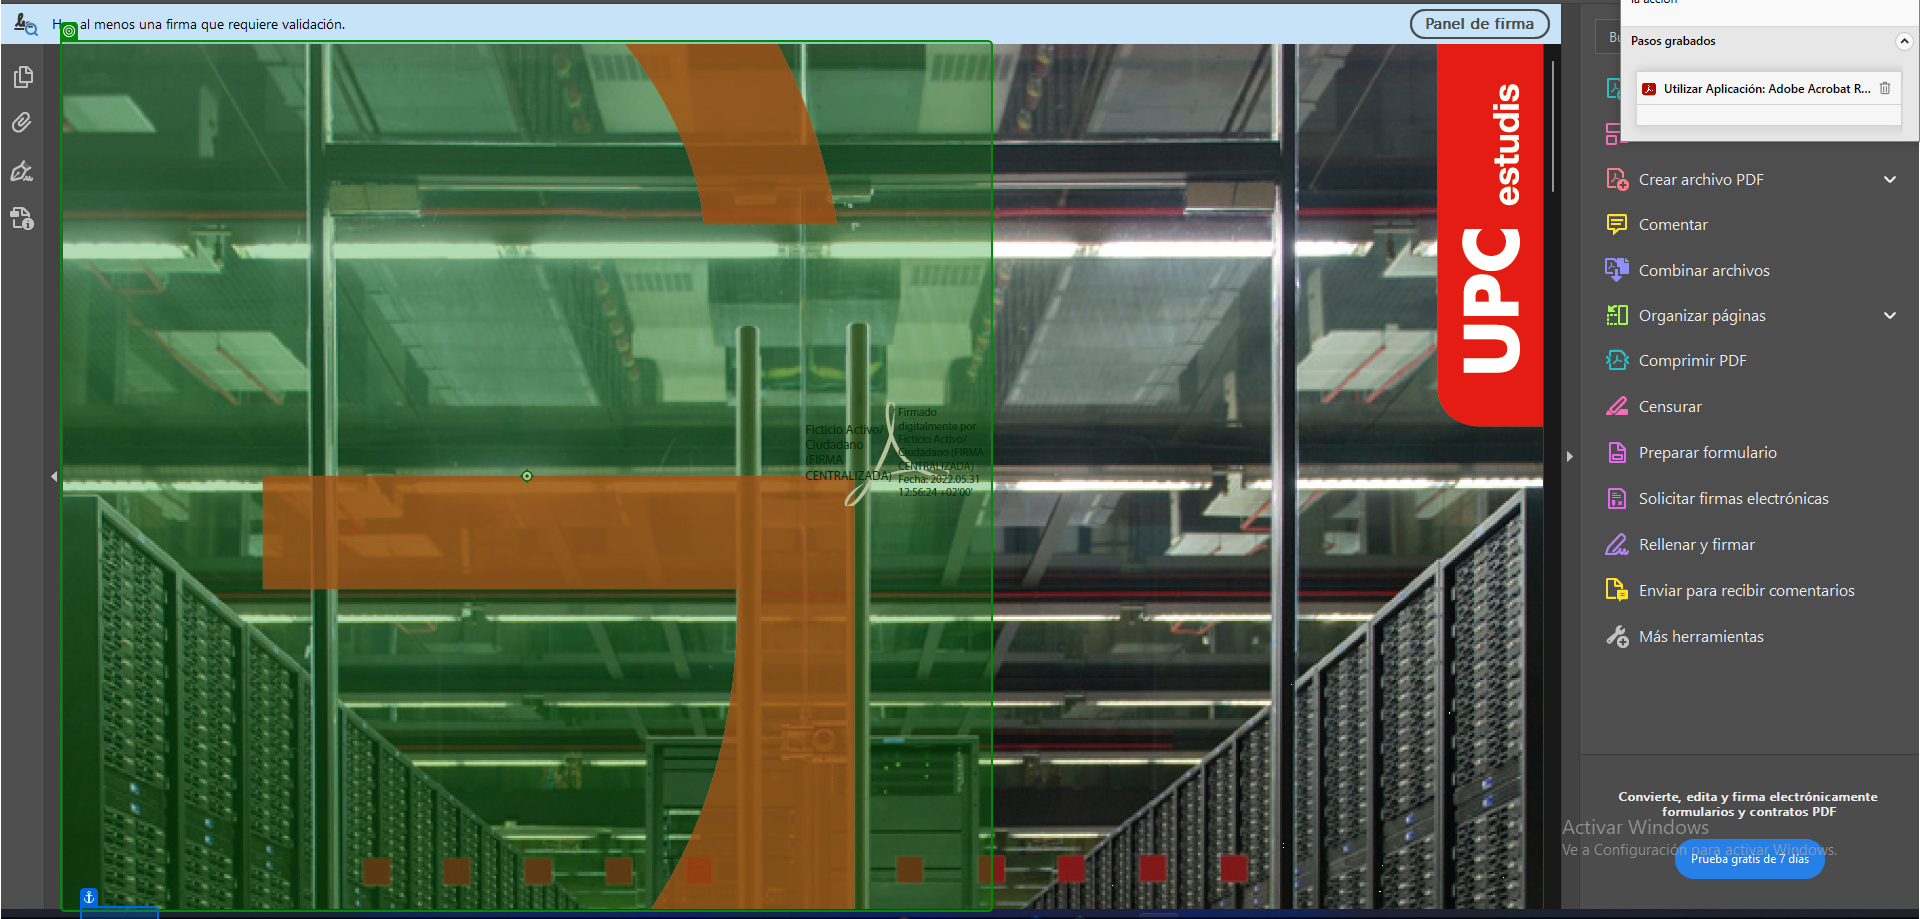 Hay al menos una firma que requiere validación.
Panel de firma
la acción
Pasos grabados
Utilizar Aplicación: Adobe Acrobat R...
Crear archivo PDF
Comentar
Combinar archivos
Organizar páginas
Comprimir PDF
Censurar
Preparar formulario
Solicitar firmas electrónicas
Rellenar y firmar
Enviar para recibir comentarios
Más herramientas
Convierte, edita y firma electrónicamente
formularios y contratos PDF
Prueba gratis de 7 días
Activar Windows
Ve a Configuración para activar Windows.
UPC estudis
Ficticio Activo/
Ciudadano
(FIRMA
CENTRALIZADA)
Firmado
digitalmente por
Ficticio Activo/
Ciudadano (FIRMA
CENTRALIZADA)
Fecha: 2022.05.31
12:56:24 +02'00'